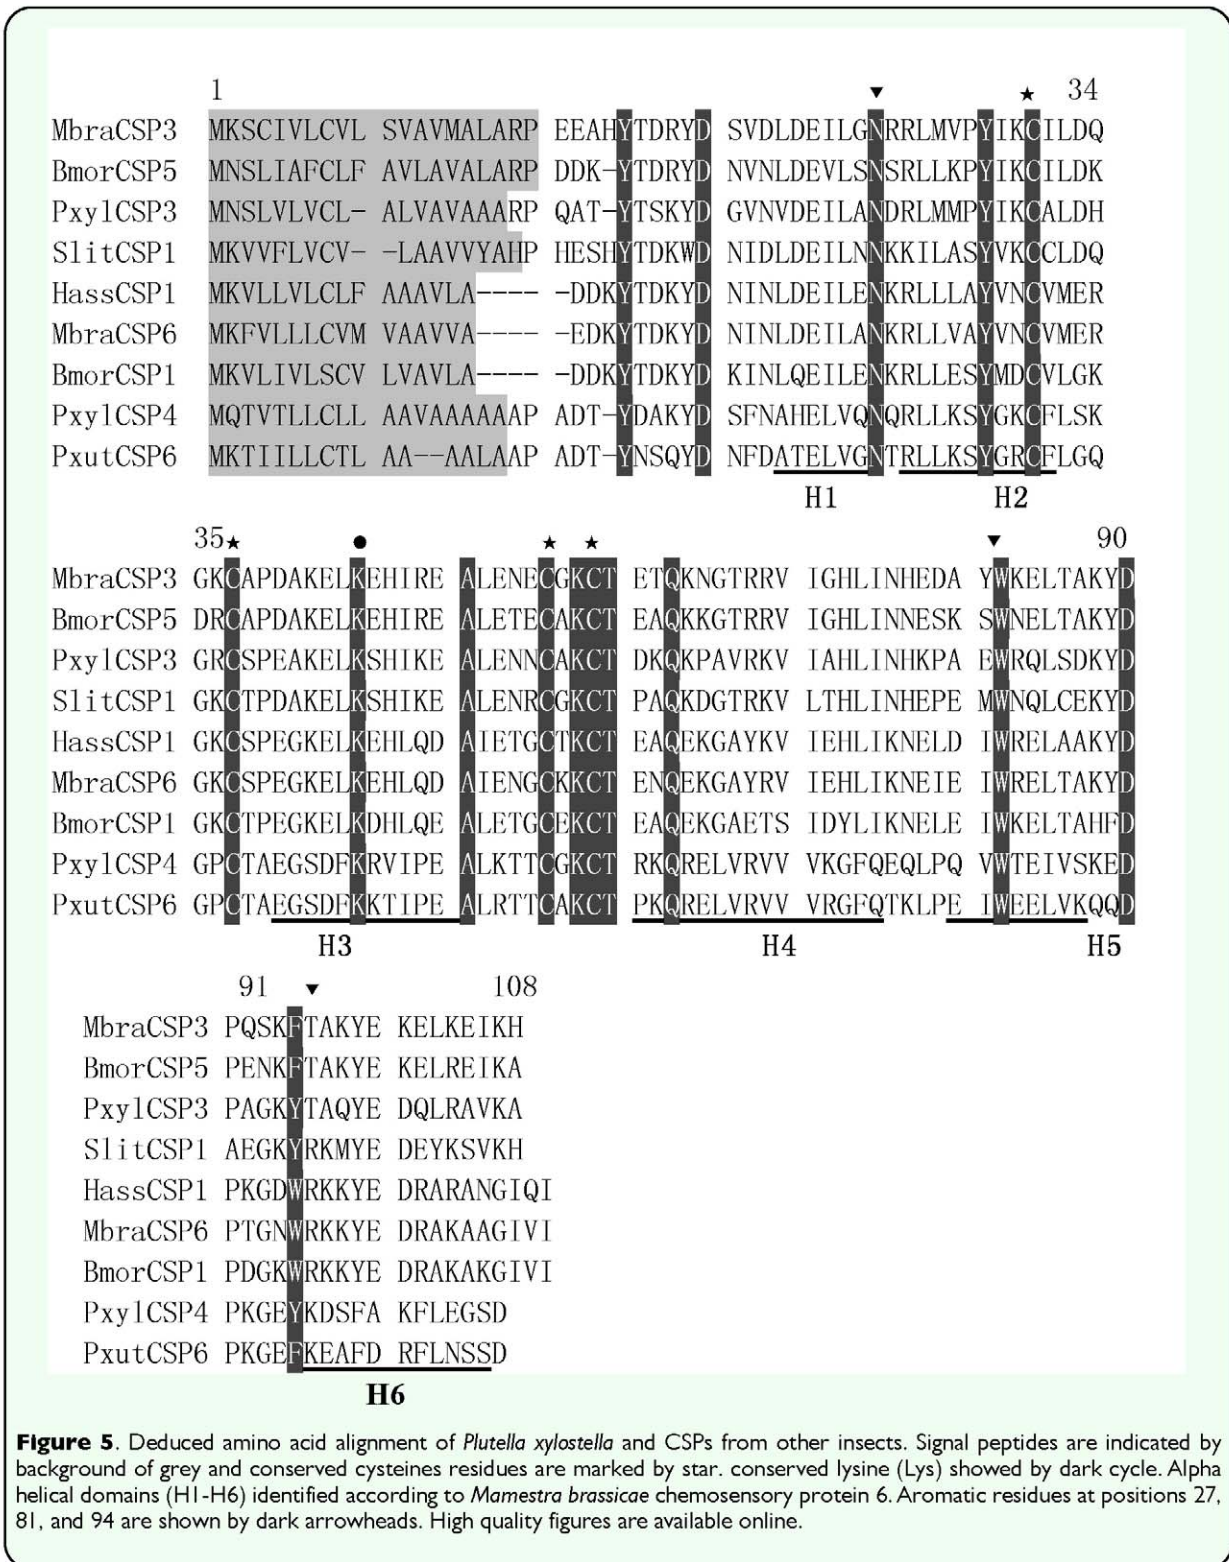 1 ▼ ★ 34
MbraCSP3 MKSCIVLCVL SVAVMALARP EEAHYTDRYD SVDLDEILGNRRLMVPYIKCILDQ
BmorCSP5 MNSLIAFCLF AVLAVALARP DDK-YTDRYD NVNLDEVLSNSRLLKPYIKCILDK
PxylCSP3 MNSLVLVCL- ALVAVAAARP QAT-YTSKYD GVNVDEILANDRLMMPYIKCALDH
SlitCSP1 MKVVFLVCV- -LAAVVYAHP HESHYTDKWD NIDLDEILNNKKILASYVKCCLDQ
HassCSP1 MKVLLVLCLF AAAVLA---- -DDKYTDKYD NINLDEILENKRLLLAYVNCVMER
MbraCSP6 MKFVLLLCVM VAAVVA---- -EDKYTDKYD NINLDEILANKRLLVAYVNCVMER
BmorCSP1 MKVLIVLSCV LVAVLA---- -DDKYTDKYD KINLQEILENKRLLESYMDCVLGK
PxylCSP4 MQTVTLLCLL AAVAAAAAAP ADT-YDAKYD SFNAHELVQNQRLLKSYGKCFLSK
PxutCSP6 MKTIILLCTL AA--AALAAP ADT-YNSQYD NFDATELVGNTRLLKSYGRCFLGQ
H1 H2
35★ ● ★ ★ ▼ 90
MbraCSP3 GKCAPDAKELKEHIRE ALENECGKCT ETQKNGTRRV IGHLINHEDA YWKELTAKYD
BmorCSP5 DRCAPDAKELKEHIRE ALETECAKCT EAQKKGTRRV IGHLINNESK SWNELTAKYD
PxylCSP3 GRCSPEAKELKSHIKE ALENNCAKCT DKQKPAVRKV IAHLINHKPA EWRQLSDKYD
SlitCSP1 GKCTPDAKELKSHIKE ALENRCGKCT PAQKDGTRKV LTHLINHEPE MWNQLCEKYD
HassCSP1 GKCSPEGKELKEHLQD AIETGCTKCT EAQEKGAYKV IEHLIKNELD IWRELAAKYD
MbraCSP6 GKCSPEGKELKEHLQD AIENGCKKCT ENQEKGAYRV IEHLIKNEIE IWRELTAKYD
BmorCSP1 GKCTPEGKELKDHLQE ALETGCEKCT EAQEKGAETS IDYLIKNELE IWKELTAHFD
PxylCSP4 GPCTAEGSDFKRVIPE ALKTTCGKCT RKQRELVRVV VKGFQEQLPQ VWTEIVSKED
PxutCSP6 GPCTAEGSDFKKTIPE ALRTTCAKCT PKQRELVRVV VRGFQTKLPE IWEELVKQQD
H3 H4 H5
91 ▼ 108
MbraCSP3 PQSKFTAKYE KELKEIKH
BmorCSP5 PENKFTAKYE KELREIKA
PxylCSP3 PAGKYTAQYE DQLRAVKA
SlitCSP1 AEGKYRKMYE DEYKSVKH
HassCSP1 PKGDWRKKYE DRARANGIQI
MbraCSP6 PTGNWRKKYE DRAKAAGIVI
BmorCSP1 PDGKWRKKYE DRAKAKGIVI
PxylCSP4 PKGEYKDSFA KFLEGSD
PxutCSP6 PKGEFKEAFD RFLNSSD
H6
Figure 5. Deduced amino acid alignment of Plutella xylostella and CSPs from other insects. Signal peptides are indicated by
background of grey and conserved cysteines residues are marked by star. conserved lysine (Lys) showed by dark cycle. Alpha
helical domains (H1-H6) identified according to Mamestra brassicae chemosensory protein 6. Aromatic residues at positions 27,
81, and 94 are shown by dark arrowheads. High quality figures are available online.